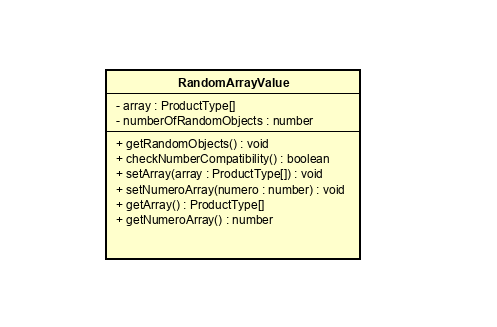 RandomArrayValue
- array : ProductType[]
- numberOfRandomObjects : number
+ getRandomObjects() : void
+ checkNumberCompatibility() : boolean
+ setArray(array : ProductType[]) : void
+ setNumeroArray(numero : number) : void
+ getArray() : ProductType[]
+ getNumeroArray() : number